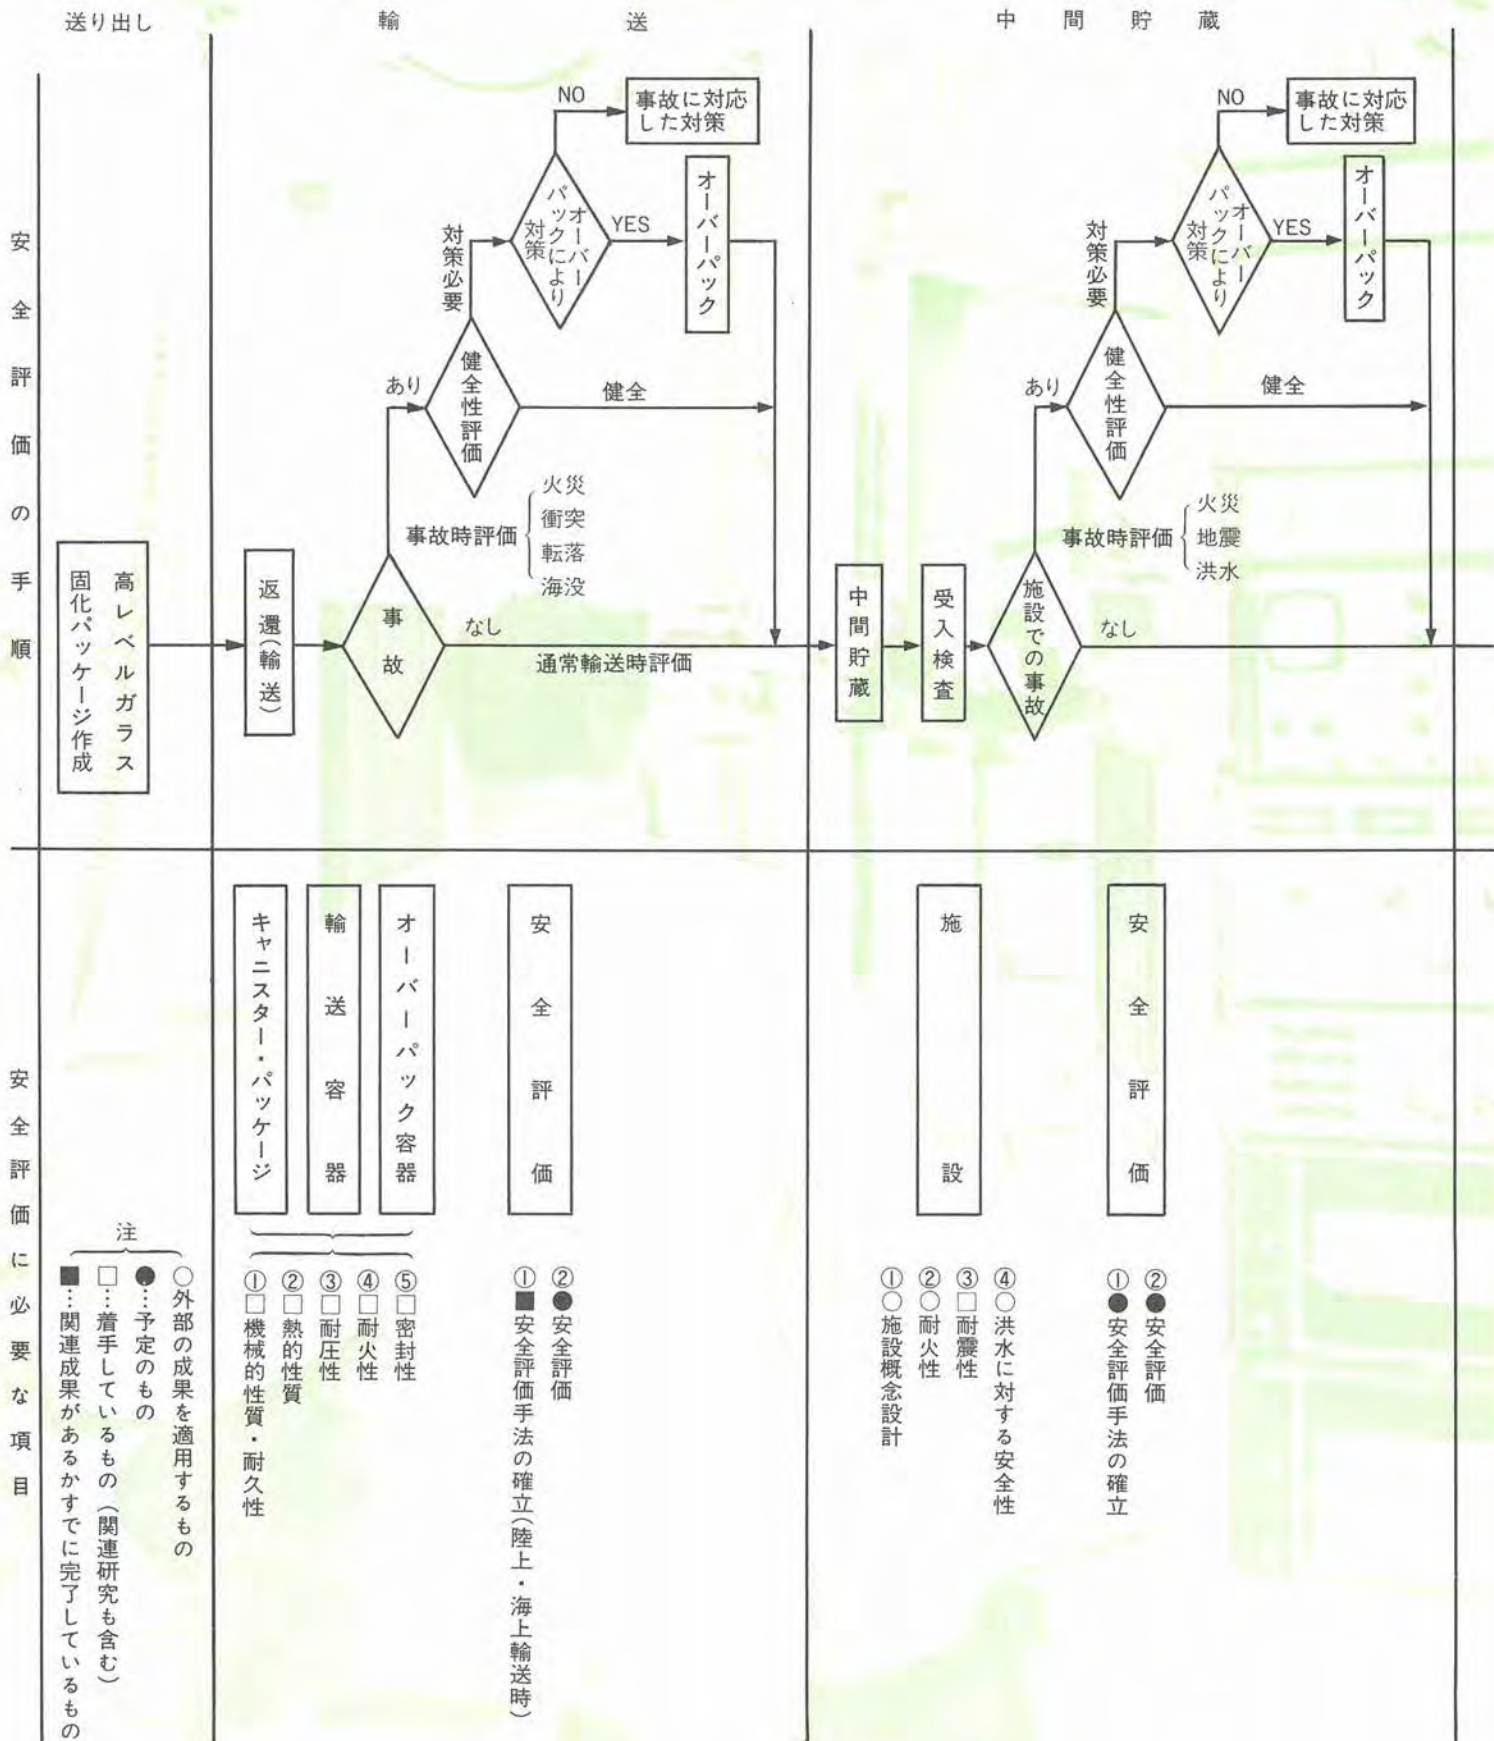 送り出し
輸送
中間貯蔵
安全評価の手順
高レベルガラス
固化パッケージ作成
返還(輸送)
事故
なし
通常輸送時評価
あり
事故時評価
火災
衝突
転落
海没
健全性評価
健全
対策必要
オーバー
パックにより
対策
NO
事故に対応
した対策
YES
オーバーパック
中間貯蔵
受入検査
施設での事故
なし
あり
事故時評価
火災
地震
洪水
健全性評価
健全
対策必要
オーバー
パックにより
対策
NO
事故に対応
した対策
YES
オーバーパック
安全評価に必要な項目
注
○外部の成果を適用するもの
●…予定のもの
□…着手しているもの(関連研究も含む)
■…関連成果があるかすでに完了しているもの
キャニスター・パッケージ
輸送容器
オーバーパック容器
①□機械的性質・耐久性
②□熱的性質
③□耐圧性
④□耐火性
⑤□密封性
安全評価
①■安全評価手法の確立(陸上・海上輸送時)
②●安全評価
施設
①○施設概念設計
②○耐火性
③□耐震性
④○洪水に対する安全性
安全評価
①●安全評価手法の確立
②●安全評価